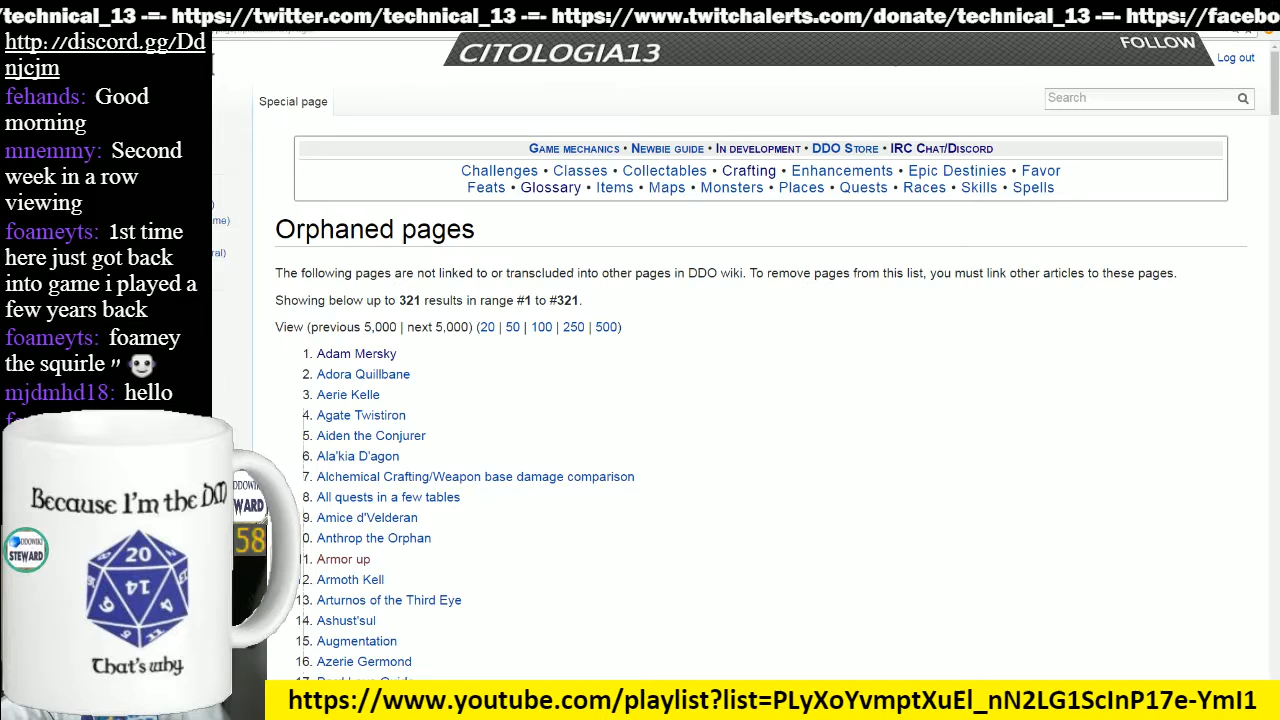 /technical_13 -=- https://twitter.com/technical_13 -=- https://www.twitchalerts.com/donate/technical_13 -=- https://facebo
http://discord.gg/Dd
njcjm
fehands: Good
morning
mnemmy: Second
week in a row
viewing
foameyts: 1st time
here just got back
into game i played a
few years back
foameyts: foamey
the squirle "
mjdmhd18: hello
CITOLOGIA13
FOLLOW
Log out
Special page
Search
GAME MECHANICS • NEWBIE GUIDE • IN DEVELOPMENT • DDO STORE • IRC CHAT/DISCORD
Challenges • Classes • Collectables • Crafting • Enhancements • Epic Destinies • Favor
Feats • Glossary • Items • Maps • Monsters • Places • Quests • Races • Skills • Spells
me)
ral)
Orphaned pages
The following pages are not linked to or transcluded into other pages in DDO wiki. To remove pages from this list, you must link other articles to these pages.
Showing below up to 321 results in range #1 to #321.
View (previous 5,000 | next 5,000) (20 | 50 | 100 | 250 | 500)
1. Adam Mersky
2. Adora Quillbane
3. Aerie Kelle
4. Agate Twistiron
5. Aiden the Conjurer
6. Ala'kia D'agon
7. Alchemical Crafting/Weapon base damage comparison
8. All quests in a few tables
9. Amice d'Velderan
0. Anthrop the Orphan
1. Armor up
2. Armoth Kell
13. Arturnos of the Third Eye
14. Ashust'sul
15. Augmentation
16. Azerie Germond
Because I'm the DM
20
14
That's why.
DDOWIKI
STEWARD
WARD
58
https://www.youtube.com/playlist?list=PLyXoYvmptXuEl_nN2LG1ScInP17e-YmI1